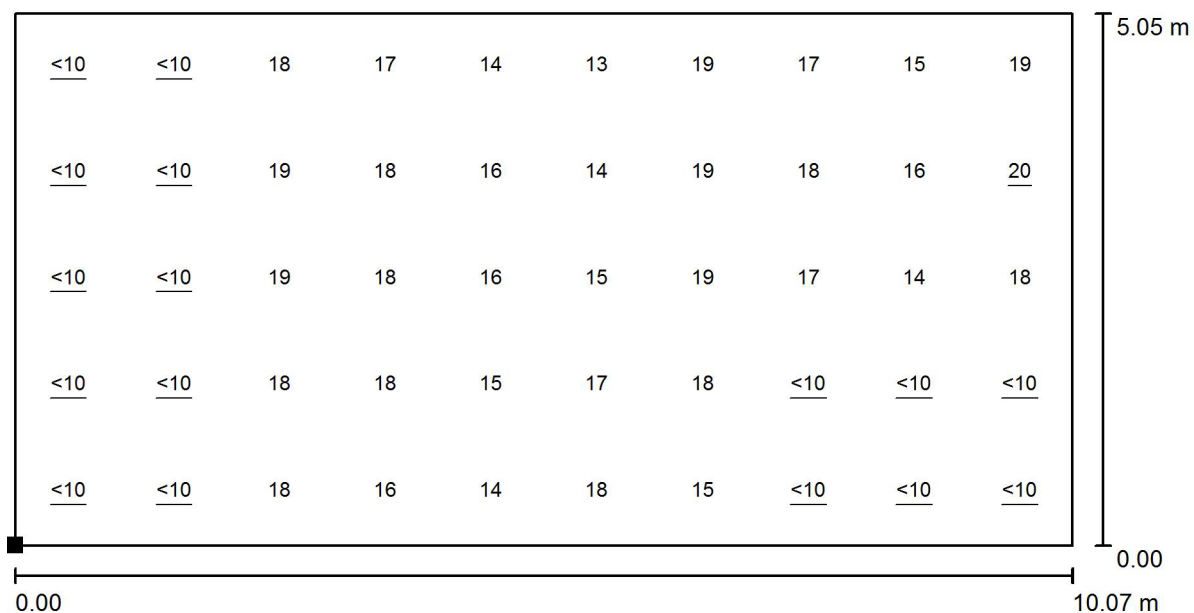 5.05 m
<10 <10 18 17 14 13 19 17 15 19
<10 <10 19 18 16 14 19 18 16 20
<10 <10 19 18 16 15 19 17 14 18
<10 <10 18 18 15 17 18 <10 <10 <10
<10 <10 18 16 14 18 15 <10 <10 <10
0.00
0.00 10.07 m